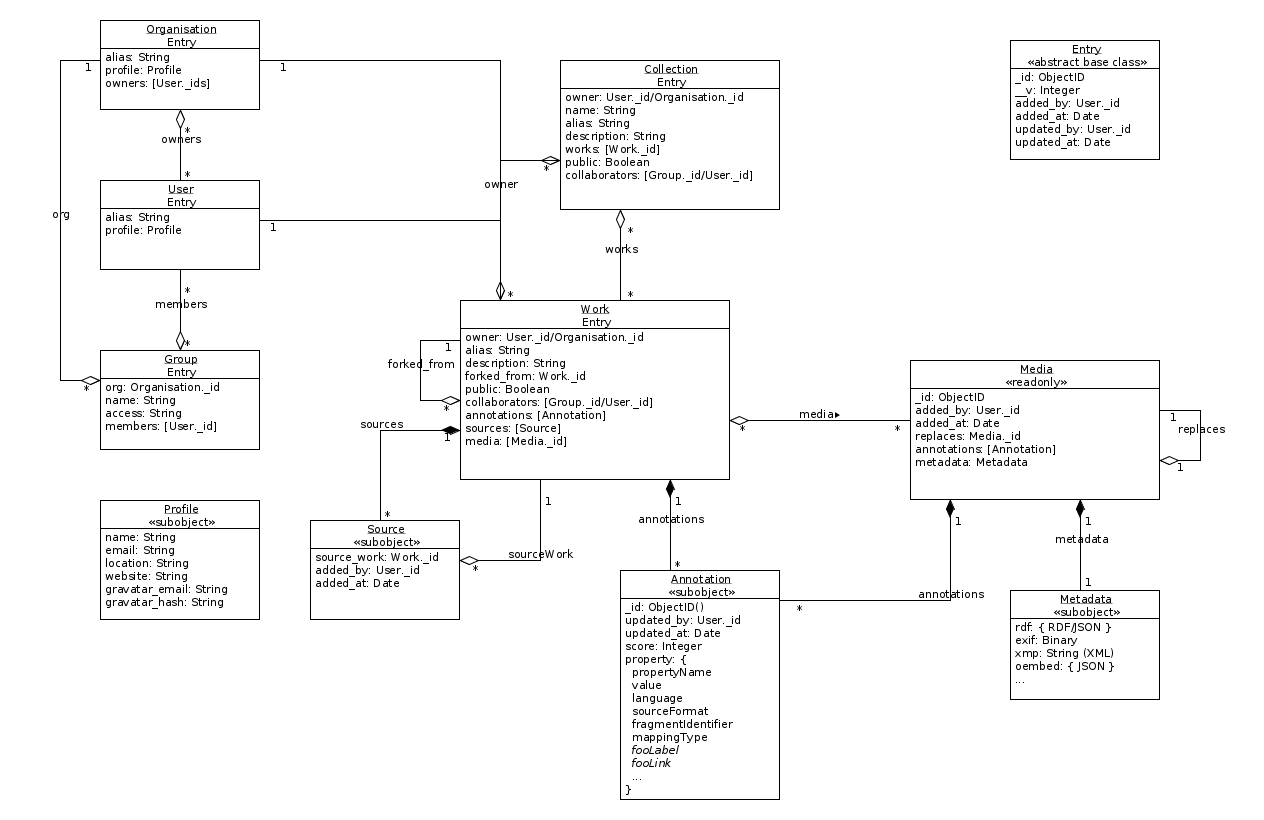 Organisation
Entry
alias: String
profile: Profile
owners: [User._ids]
1
1
*
owners
*
User
Entry
alias: String
profile: Profile
1
org
*
members
*
Group
Entry
org: Organisation._id
name: String
access: String
members: [User._id]
*
Profile
«subobject»
name: String
email: String
location: String
website: String
gravatar_email: String
gravatar_hash: String
Collection
Entry
owner: User._id/Organisation._id
name: String
alias: String
description: String
works: [Work._id]
public: Boolean
collaborators: [Group._id/User._id]
*
owner
*
works
*
*
Work
Entry
owner: User._id/Organisation._id
alias: String
description: String
forked_from: Work._id
public: Boolean
collaborators: [Group._id/User._id]
annotations: [Annotation]
sources: [Source]
media: [Media._id]
1
forked_from
*
sources
1
*
Source
«subobject»
source_work: Work._id
added_by: User._id
added_at: Date
1
sourceWork
*
1
annotations
*
Annotation
«subobject»
_id: ObjectID()
updated_by: User._id
updated_at: Date
score: Integer
property: {
propertyName
value
language
sourceFormat
fragmentIdentifier
mappingType
fooLabel
fooLink
...
}
Entry
«abstract base class»
_id: ObjectID
__v: Integer
added_by: User._id
added_at: Date
updated_by: User._id
updated_at: Date
*
media▸
*
Media
«readonly»
_id: ObjectID
added_by: User._id
added_at: Date
replaces: Media._id
annotations: [Annotation]
metadata: Metadata
1
replaces
1
1
annotations
*
1
metadata
1
Metadata
«subobject»
rdf: { RDF/JSON }
exif: Binary
xmp: String (XML)
oembed: { JSON }
...